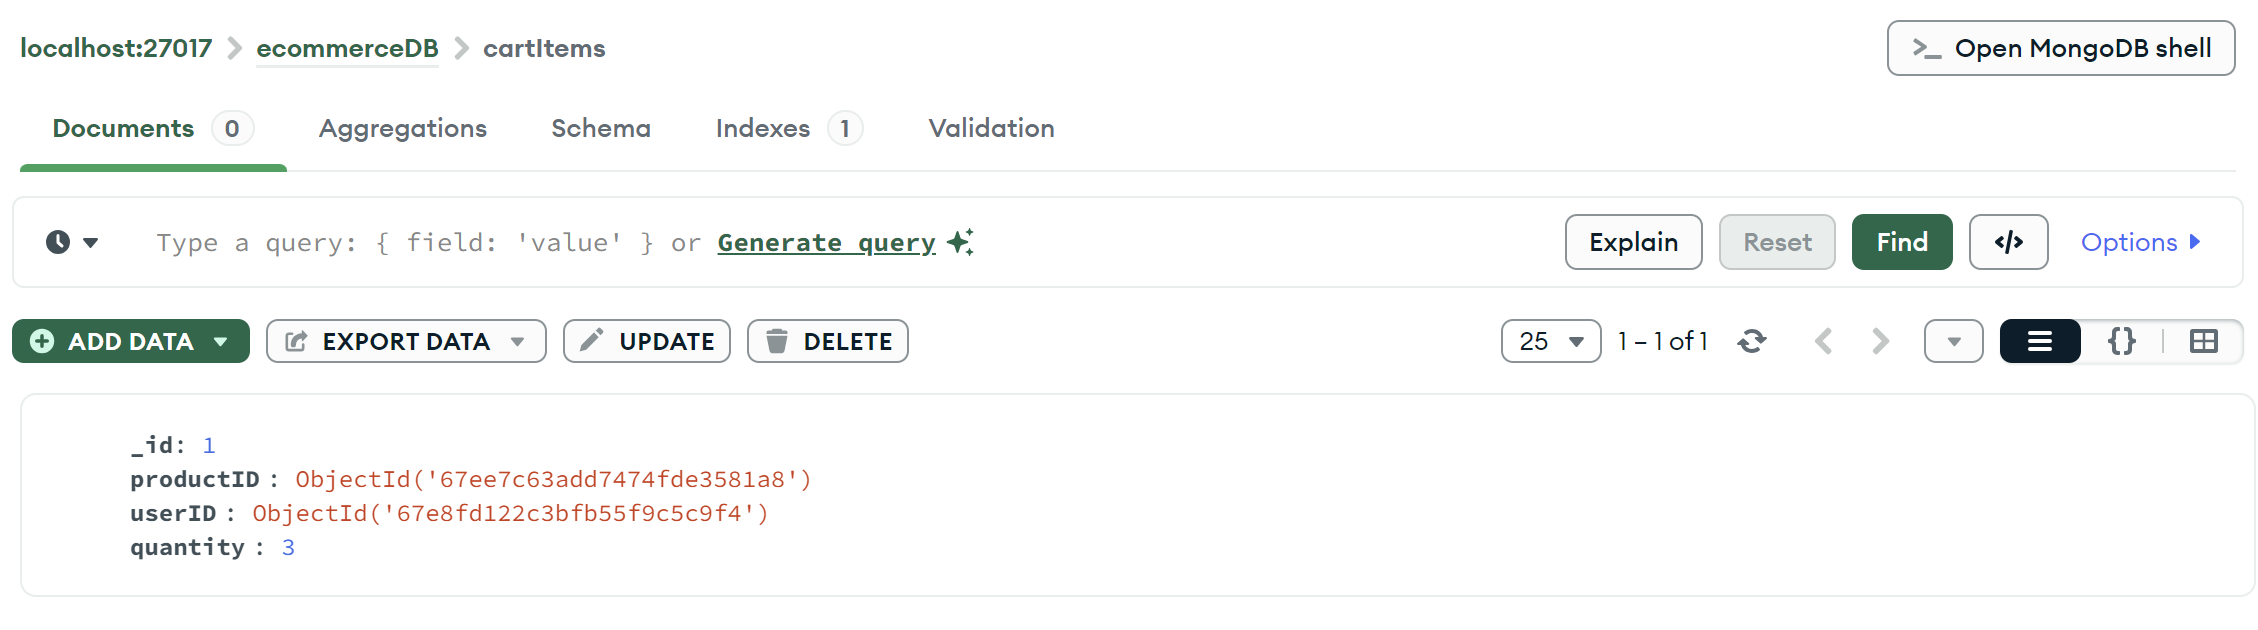 localhost:27017 > ecommerceDB > cartItems
>_ Open MongoDB shell
Documents 0 Aggregations Schema Indexes 1 Validation
Type a query: { field: 'value' } or Generate query
Explain Reset Find </> Options
ADD DATA EXPORT DATA UPDATE DELETE
25 1 – 1 of 1 {}
_id: 1
productID : ObjectId('67ee7c63add7474fde3581a8')
userID : ObjectId('67e8fd122c3bfb55f9c5c9f4')
quantity : 3